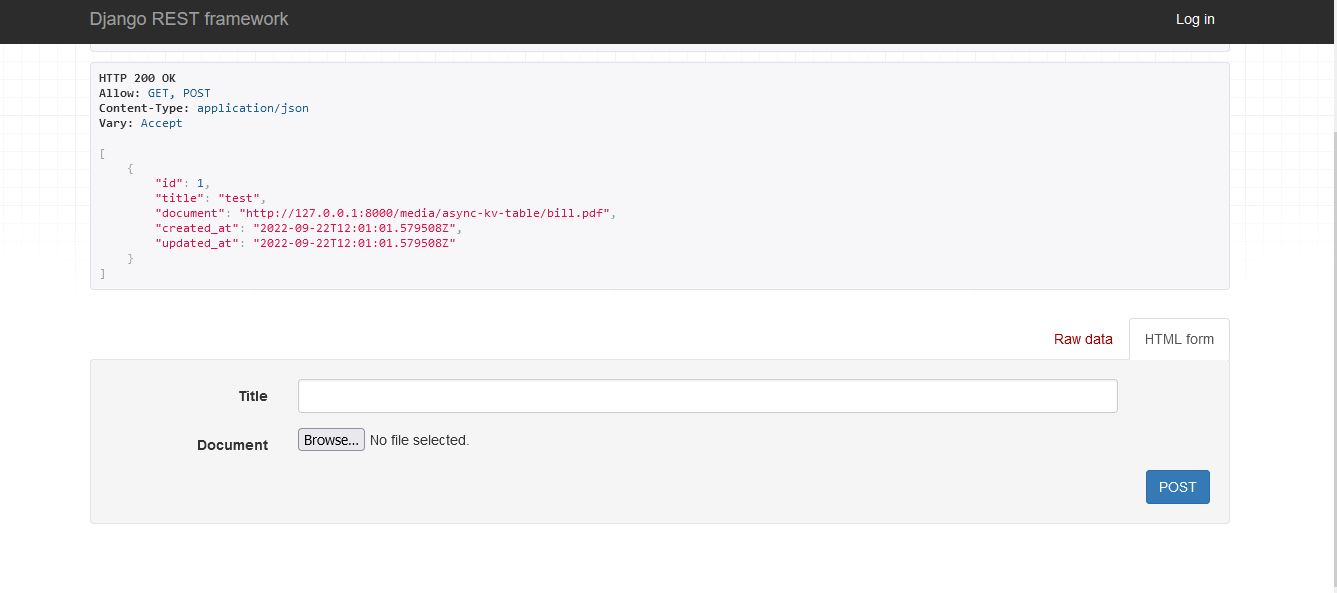 Django REST framework
Log in
HTTP 200 OK
Allow: GET, POST
Content-Type: application/json
Vary: Accept
[
    {
        "id": 1,
        "title": "test",
        "document": "http://127.0.0.1:8000/media/async-kv-table/bill.pdf",
        "created_at": "2022-09-22T12:01:01.579508Z",
        "updated_at": "2022-09-22T12:01:01.579508Z"
    }
]
Raw data
HTML form
Title
Document
Browse... No file selected.
POST